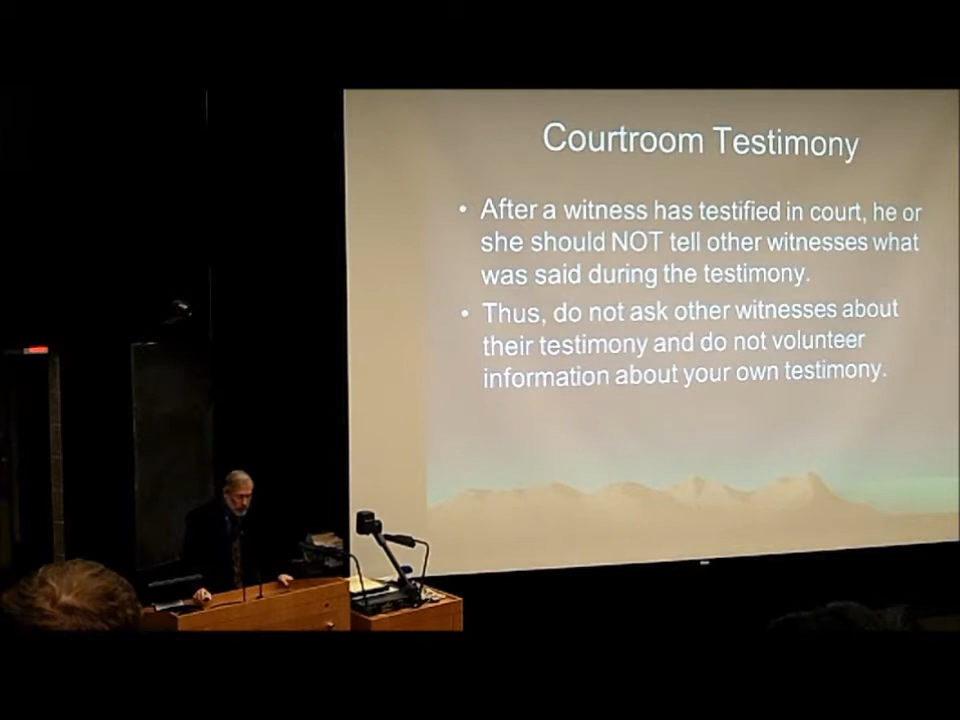 Courtroom Testimony
• After a witness has testified in court, he or
she should NOT tell other witnesses what
was said during the testimony.
• Thus, do not ask other witnesses about
their testimony and do not volunteer
information about your own testimony.